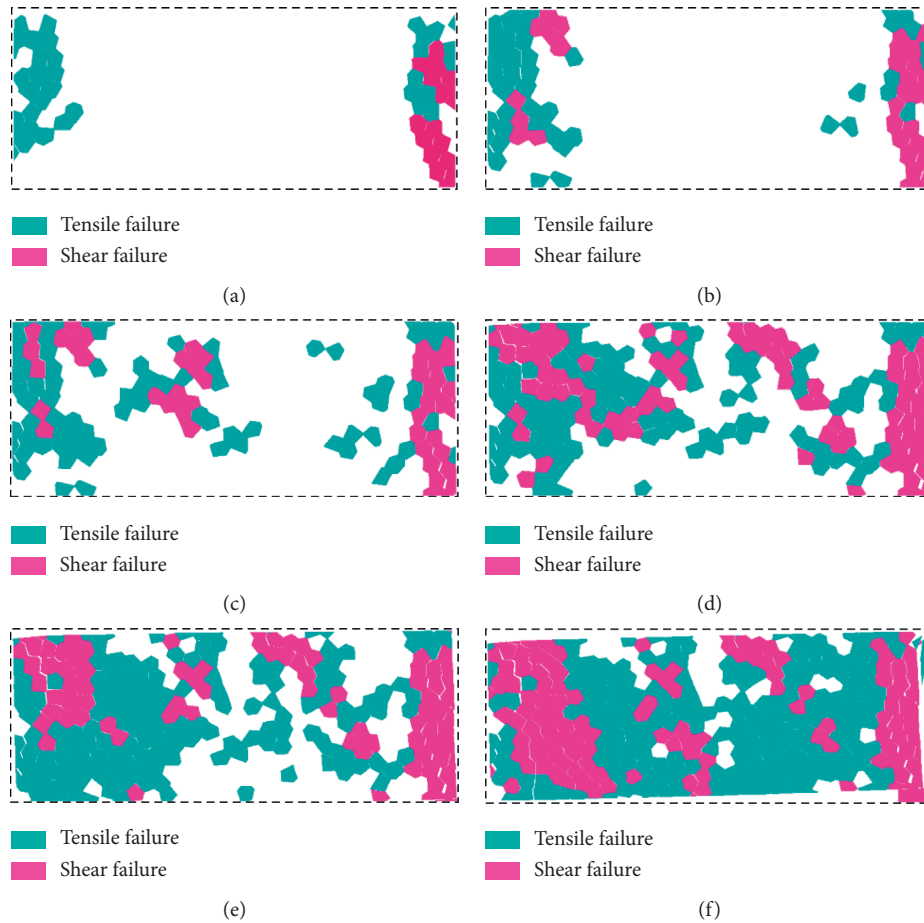 Tensile failure
Shear failure
(a)
Tensile failure
Shear failure
(b)
Tensile failure
Shear failure
(c)
Tensile failure
Shear failure
(d)
Tensile failure
Shear failure
(e)
Tensile failure
Shear failure
(f)